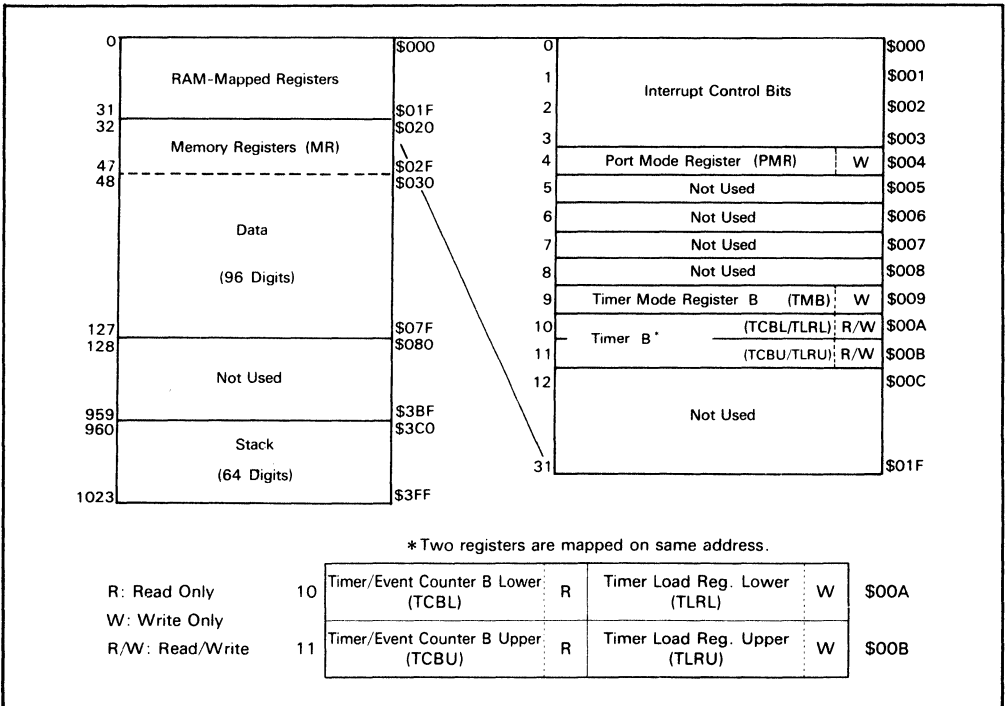 0 $000
RAM-Mapped Registers
31 $01F
32 $020
Memory Registers (MR)
47 $02F
48 $030
Data
(96 Digits)
127 $07F
128 $080
Not Used
959 $3BF
960 $3C0
Stack
(64 Digits)
1023 $3FF
0 $000
1 $001
Interrupt Control Bits
2 $002
3 $003
4 Port Mode Register (PMR) W $004
5 Not Used $005
6 Not Used $006
7 Not Used $007
8 Not Used $008
9 Timer Mode Register B (TMB) W $009
10 (TCBL/TLRL) R/W $00A
Timer B*
11 (TCBU/TLRU) R/W $00B
12 $00C
Not Used
31 $01F
*Two registers are mapped on same address.
R: Read Only
W: Write Only
R/W: Read/Write
10 Timer/Event Counter B Lower R Timer Load Reg. Lower W $00A
(TCBL) (TLRL)
11 Timer/Event Counter B Upper R Timer Load Reg. Upper W $00B
(TCBU) (TLRU)